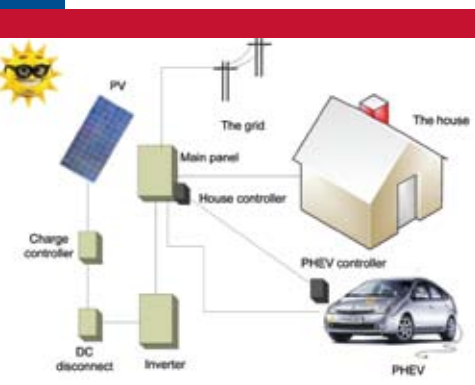 PV
The grid
The house
Main panel
House controller
Charge
controller
PHEV controller
DC
disconnect
Inverter
PHEV